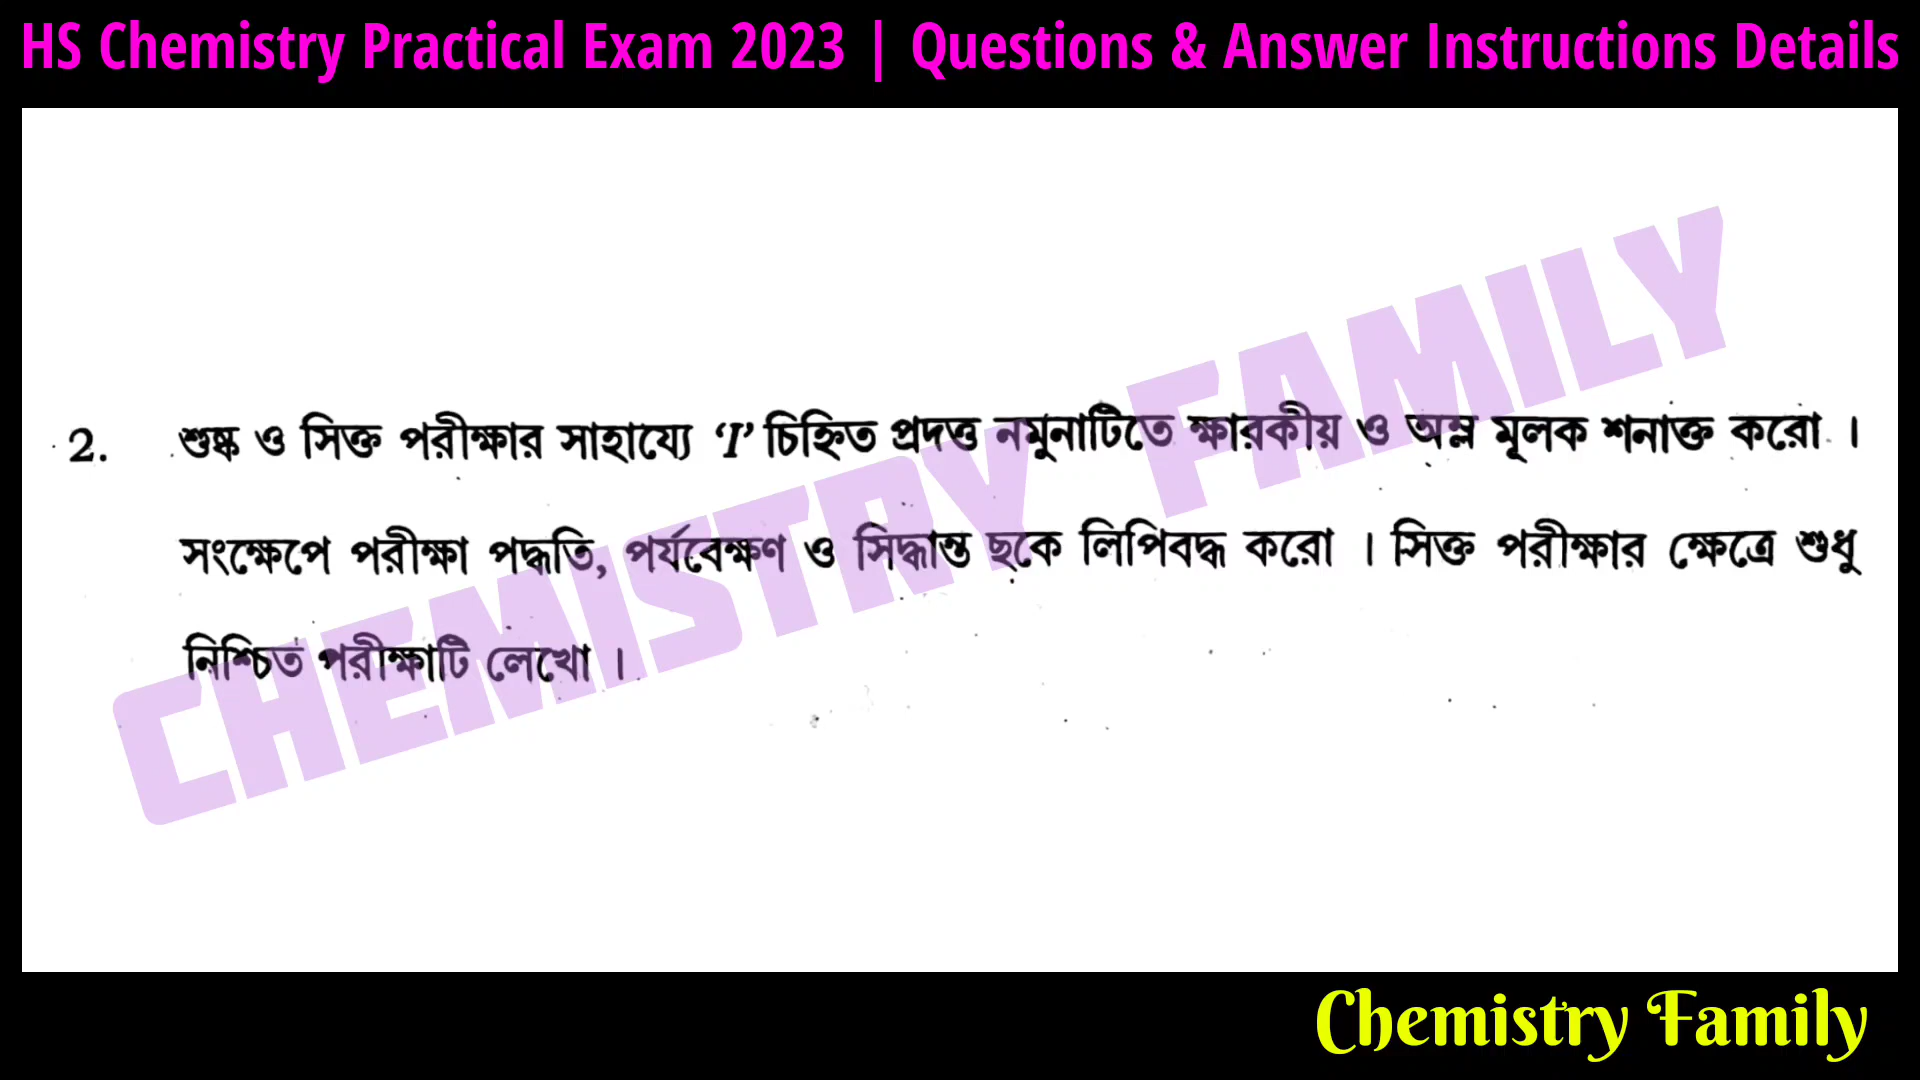 HS Chemistry Practical Exam 2023 | Questions & Answer Instructions Details
2. শুষ্ক ও সিক্ত পরীক্ষার সাহায্যে ‘I’ চিহ্নিত প্রদত্ত নমুনাটিতে ক্ষারকীয় ও অম্ল মূলক শনাক্ত করো ।
সংক্ষেপে পরীক্ষা পদ্ধতি, পর্যবেক্ষণ ও সিদ্ধান্ত ছকে লিপিবদ্ধ করো । সিক্ত পরীক্ষার ক্ষেত্রে শুধু
নিশ্চিত পরীক্ষাটি লেখো ।
CHEMISTRY FAMILY
Chemistry Family